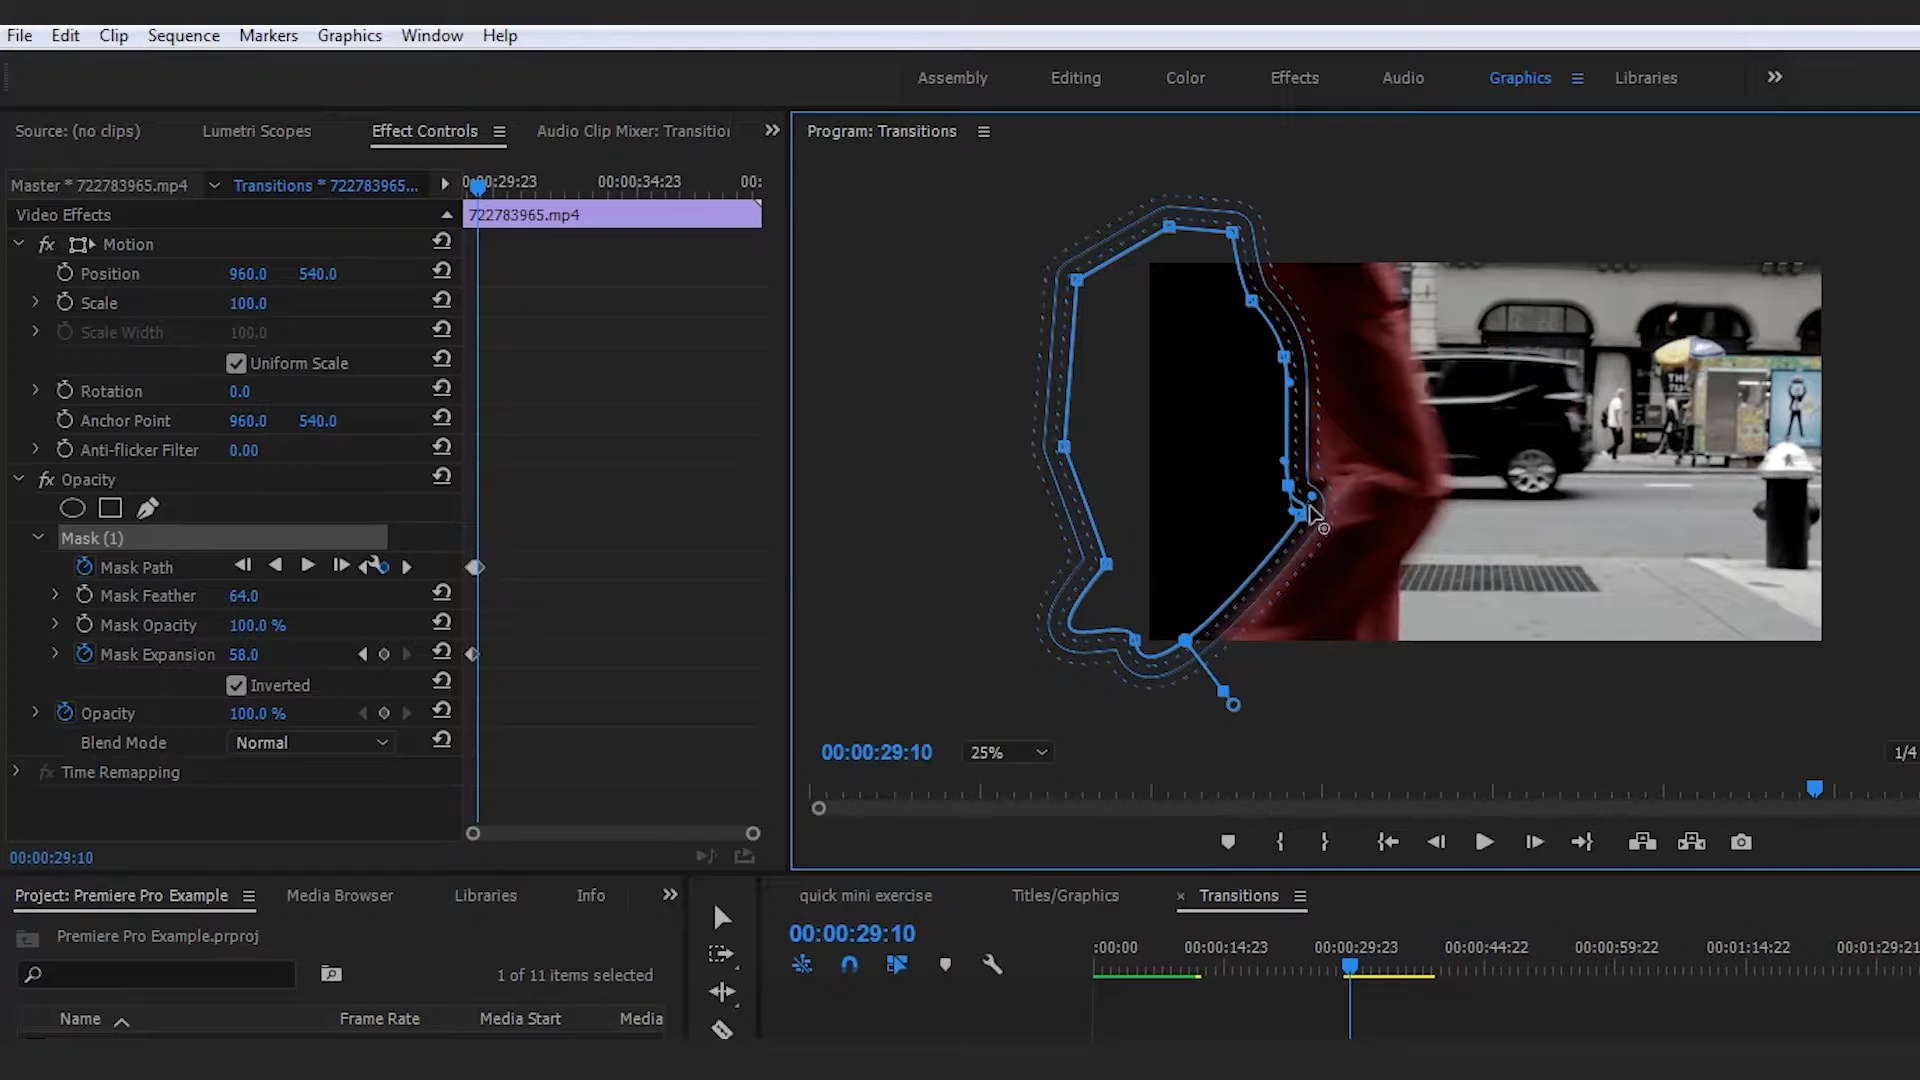 File Edit Clip Sequence Markers Graphics Window Help
Assembly Editing Color Effects Audio Graphics Libraries
Source: (no clips) Lumetri Scopes Effect Controls Audio Clip Mixer: Transitio
Program: Transitions
Master * 722783965.mp4 Transitions * 722783965... 00:00:34:23 00:
Video Effects 722783965.mp4
fx Motion
Position 960.0 540.0
Scale 100.0
Scale Width 100.0
Uniform Scale
Rotation 0.0
Anchor Point 960.0 540.0
Anti-flicker Filter 0.00
fx Opacity
Mask (1)
Mask Path
Mask Feather 64.0
Mask Opacity 100.0 %
Mask Expansion 58.0
Inverted
Opacity 100.0 %
Blend Mode Normal
fx Time Remapping
00:00:29:10
00:00:29:10 25% 1/4
Project: Premiere Pro Example Media Browser Libraries Info
Premiere Pro Example.prproj
1 of 11 items selected
Name Frame Rate Media Start Media
quick mini exercise Titles/Graphics × Transitions
00:00:29:10
:00:00 00:00:14:23 00:00:29:23 00:00:44:22 00:00:59:22 00:01:14:22 00:01:29:21